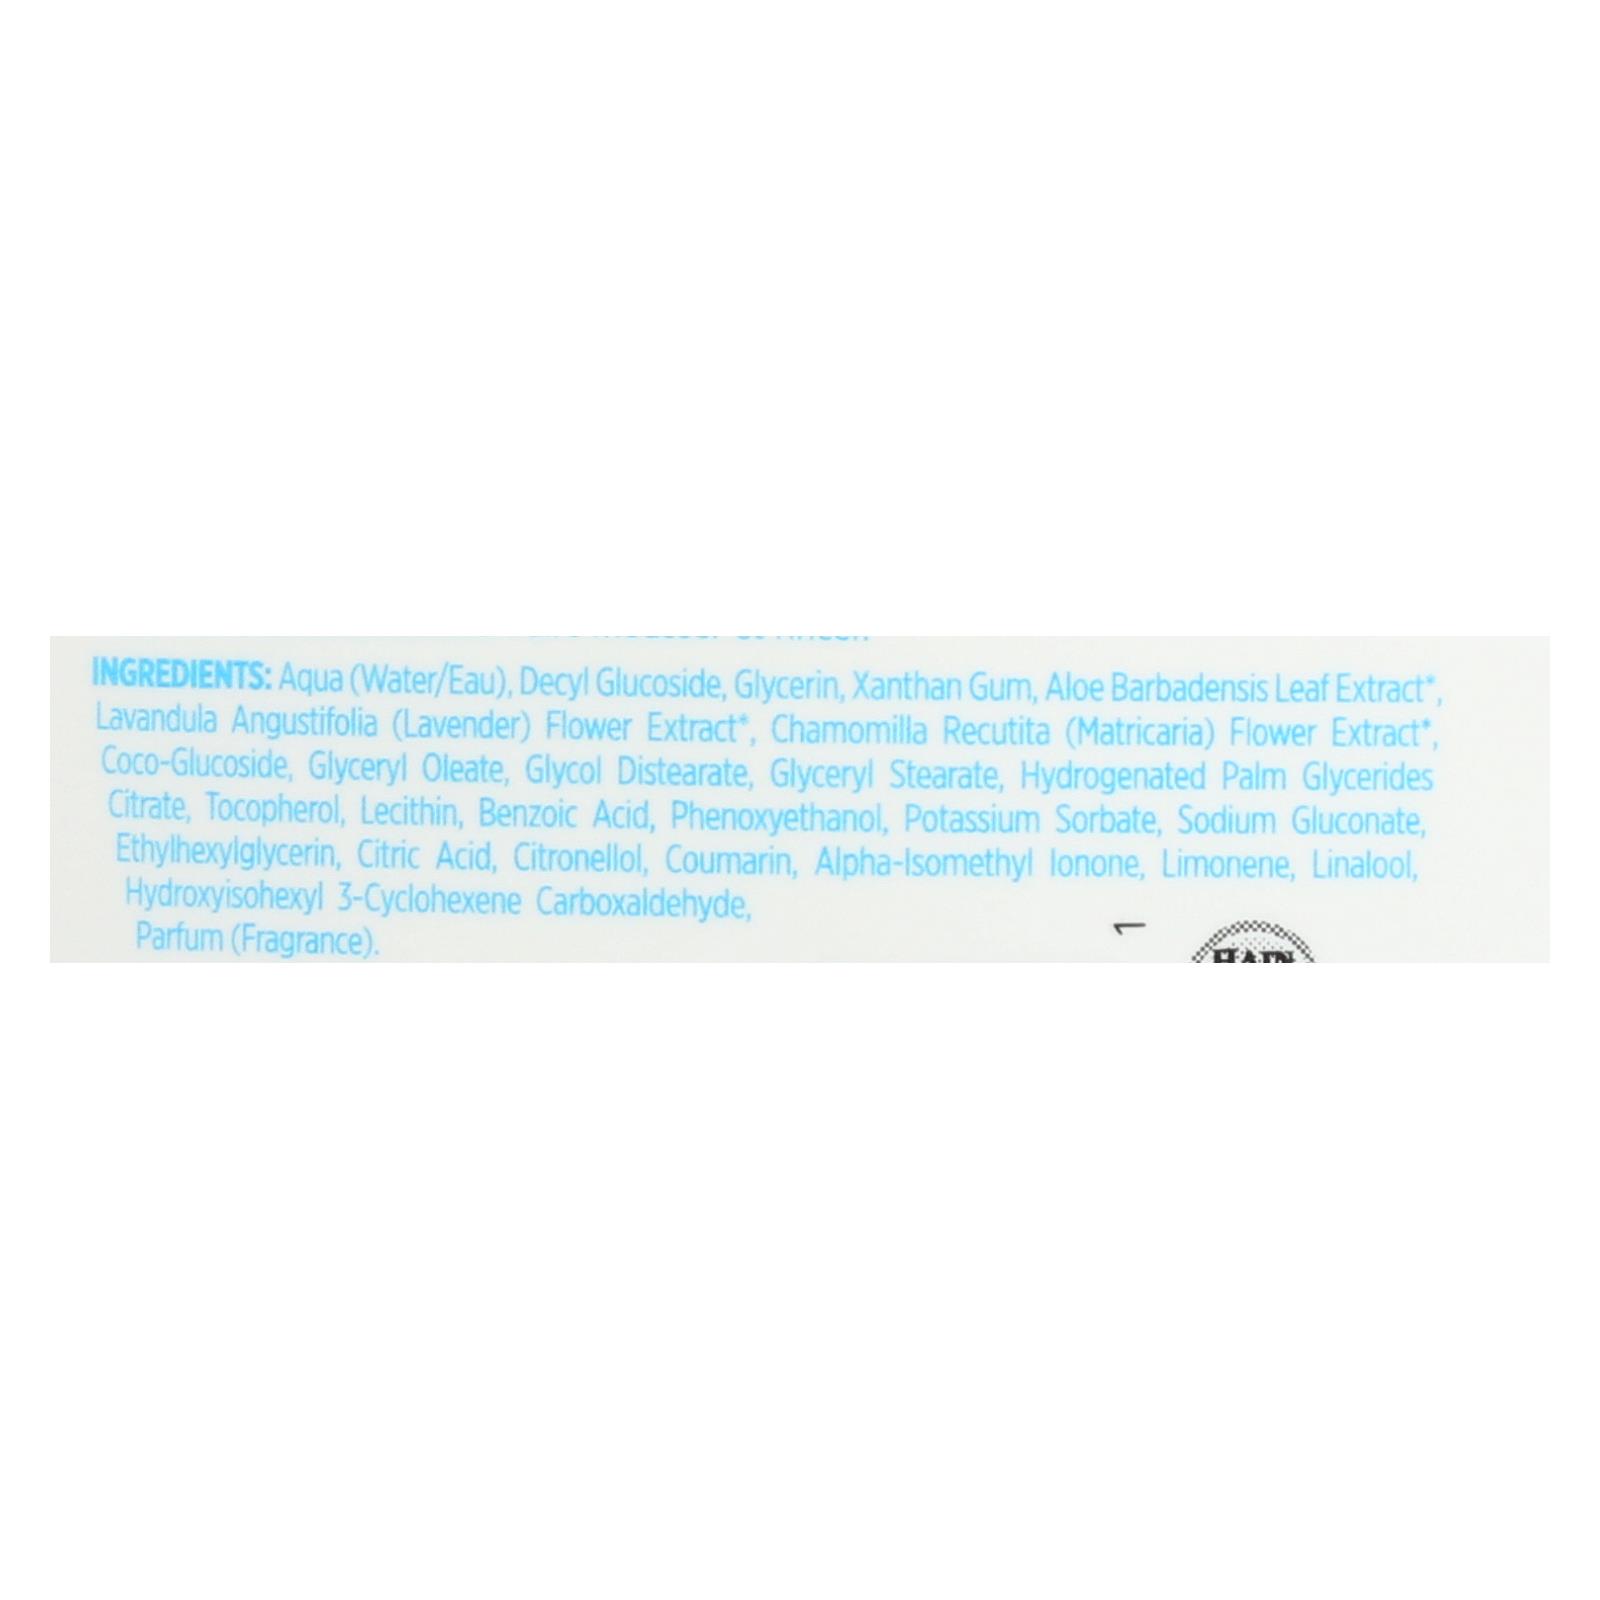 INGREDIENTS: Aqua (Water/Eau), Decyl Glucoside, Glycerin, Xanthan Gum, Aloe Barbadensis Leaf Extract*,
Lavandula Angustifolia (Lavender) Flower Extract*, Chamomilla Recutita (Matricaria) Flower Extract*,
Coco-Glucoside, Glyceryl Oleate, Glycol Distearate, Glyceryl Stearate, Hydrogenated Palm Glycerides
Citrate, Tocopherol, Lecithin, Benzoic Acid, Phenoxyethanol, Potassium Sorbate, Sodium Gluconate,
Ethylhexylglycerin, Citric Acid, Citronellol, Coumarin, Alpha-Isomethyl Ionone, Limonene, Linalool,
Hydroxyisohexyl 3-Cyclohexene Carboxaldehyde,
Parfum (Fragrance).